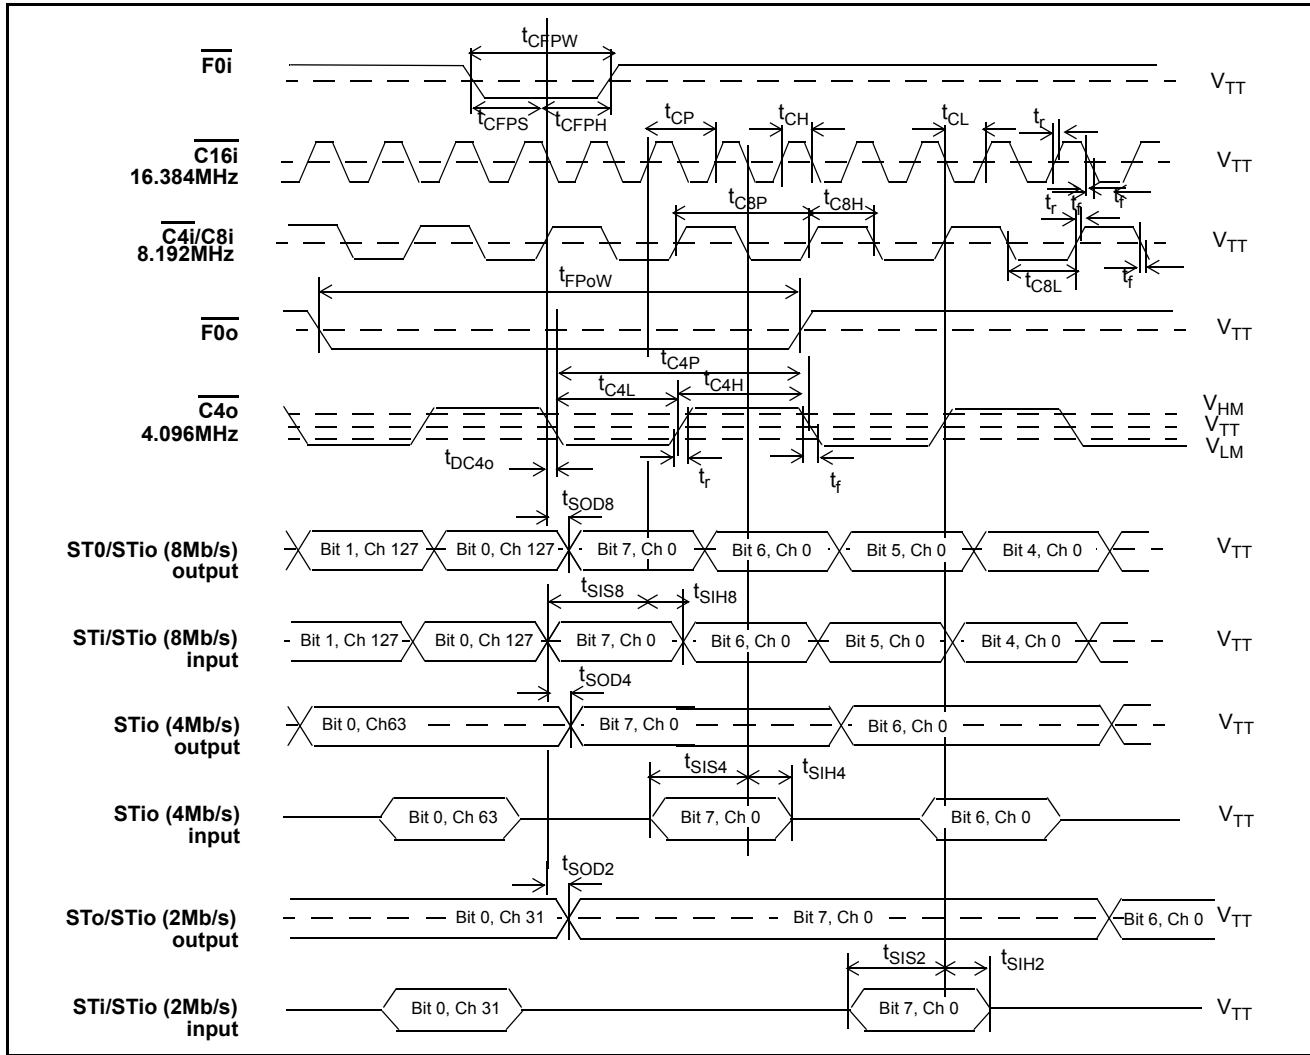 tCFPW
F0i
VTT
tCFPS tCFPH tCP tCH tCL tr
C16i
16.384MHz
VTT
tr tf tf
tC8P tC8H
C4i/C8i
8.192MHz
VTT
tFPoW tC8L tf
F0o
VTT
tC4P
tC4L tC4H
C4o
4.096MHz
VHM
VTT
VLM
tDC4o tr tf
tSOD8
ST0/STio (8Mb/s)
output
Bit 1, Ch 127 Bit 0, Ch 127 Bit 7, Ch 0 Bit 6, Ch 0 Bit 5, Ch 0 Bit 4, Ch 0 VTT
tSIS8 tSIH8
STi/STio (8Mb/s)
input
Bit 1, Ch 127 Bit 0, Ch 127 Bit 7, Ch 0 Bit 6, Ch 0 Bit 5, Ch 0 Bit 4, Ch 0 VTT
tSOD4
STio (4Mb/s)
output
Bit 0, Ch63 Bit 7, Ch 0 Bit 6, Ch 0 VTT
tSIS4 tSIH4
STio (4Mb/s)
input
Bit 0, Ch 63 Bit 7, Ch 0 Bit 6, Ch 0 VTT
tSOD2
STo/STio (2Mb/s)
output
Bit 0, Ch 31 Bit 7, Ch 0 Bit 6, Ch 0 VTT
tSIS2 tSIH2
STi/STio (2Mb/s)
input
Bit 0, Ch 31 Bit 7, Ch 0 VTT